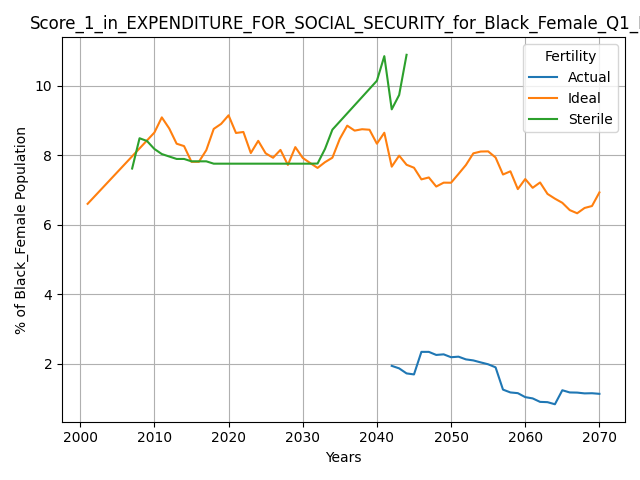 Score_1_in_EXPENDITURE_FOR_SOCIAL_SECURITY_for_Black_Female_Q1_
Fertility
Actual
Ideal
Sterile
% of Black_Female Population
10
8
6
4
2
2000 2010 2020 2030 2040 2050 2060 2070
Years